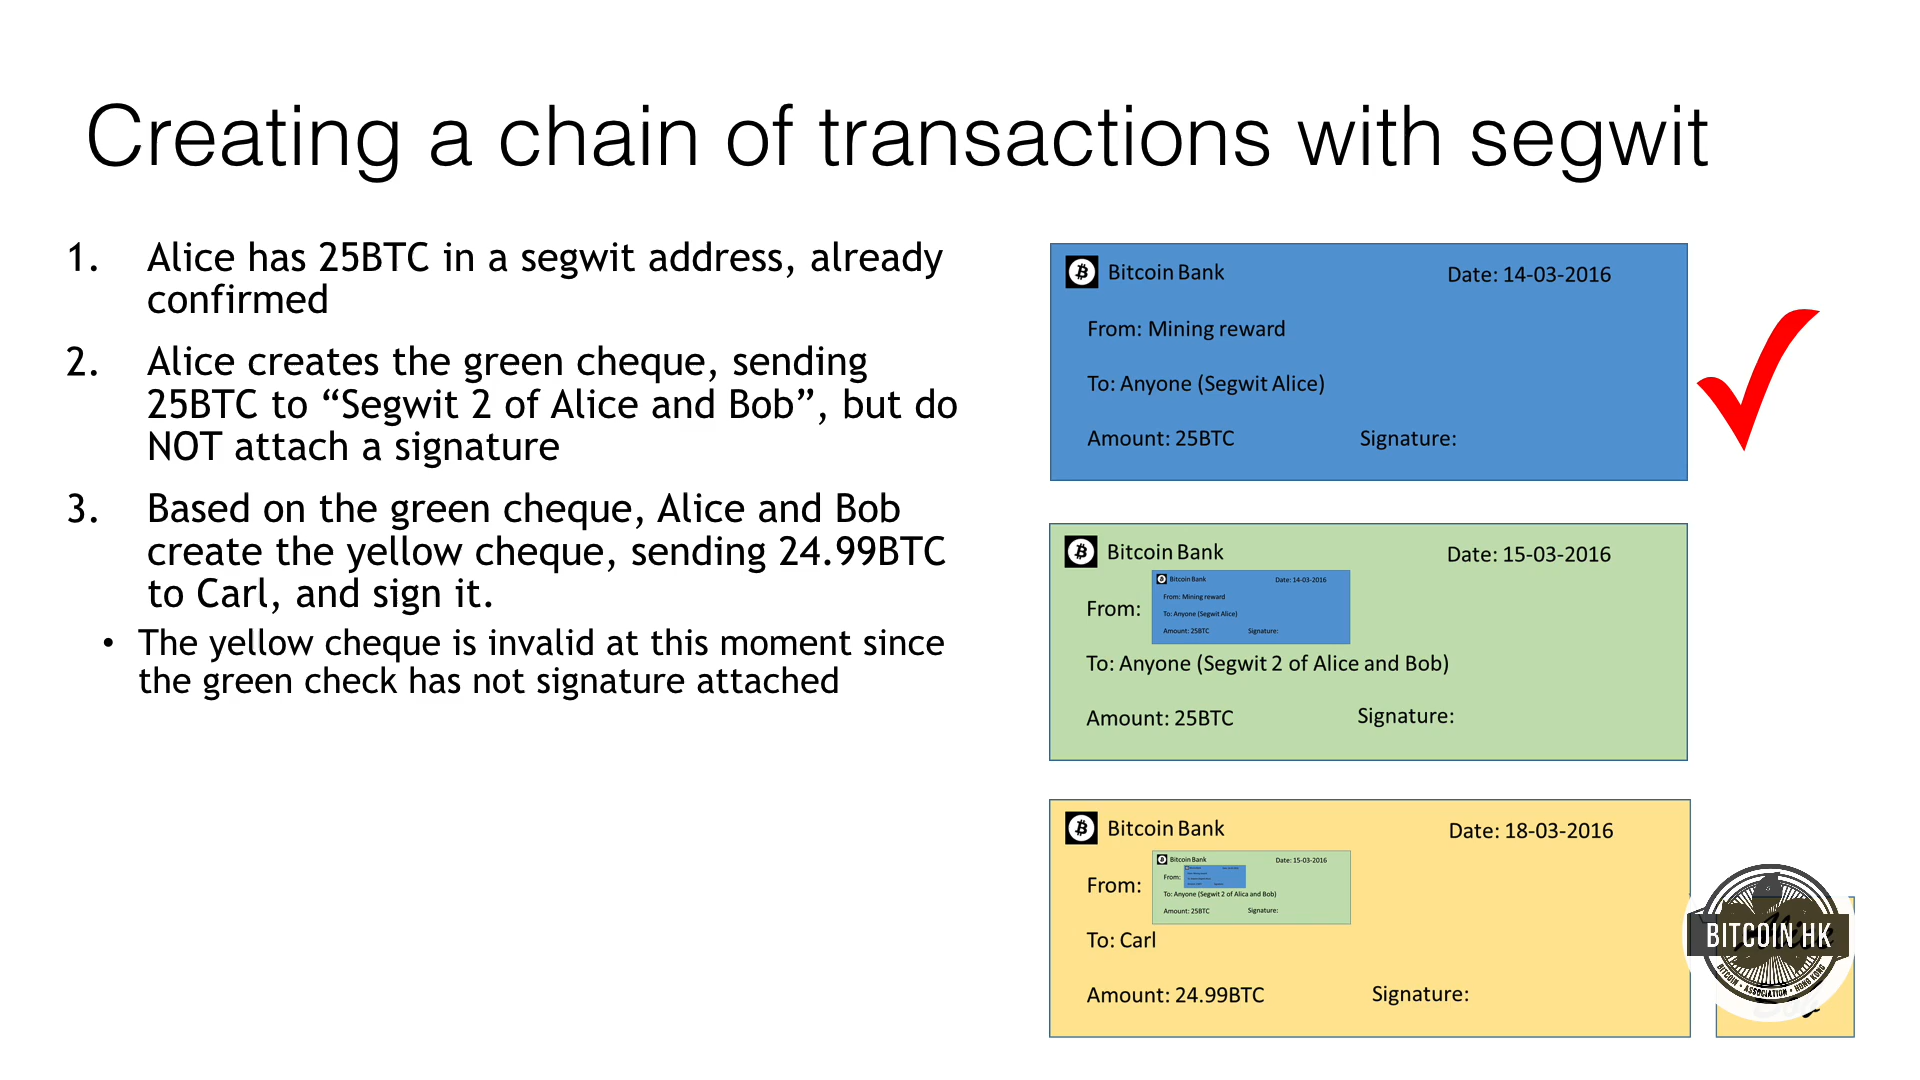 Creating a chain of transactions with segwit
1. Alice has 25BTC in a segwit address, already
confirmed
2. Alice creates the green cheque, sending
25BTC to “Segwit 2 of Alice and Bob”, but do
NOT attach a signature
3. Based on the green cheque, Alice and Bob
create the yellow cheque, sending 24.99BTC
to Carl, and sign it.
• The yellow cheque is invalid at this moment since
the green check has not signature attached
Bitcoin Bank Date: 14-03-2016
From: Mining reward
To: Anyone (Segwit Alice)
Amount: 25BTC Signature:
Bitcoin Bank Date: 15-03-2016
From:
Bitcoin Bank Date: 14-03-2016
From: Mining reward
To: Anyone (Segwit Alice)
Amount: 25BTC Signature:
To: Anyone (Segwit 2 of Alice and Bob)
Amount: 25BTC Signature:
Bitcoin Bank Date: 18-03-2016
From:
Bitcoin Bank Date: 15-03-2016
From:
To: Anyone (Segwit 2 of Alica and Bob)
Amount: 25BTC Signature:
To: Carl
Amount: 24.99BTC Signature:
BITCOIN HK
BITCOIN • ASSOCIATION • HONG KONG